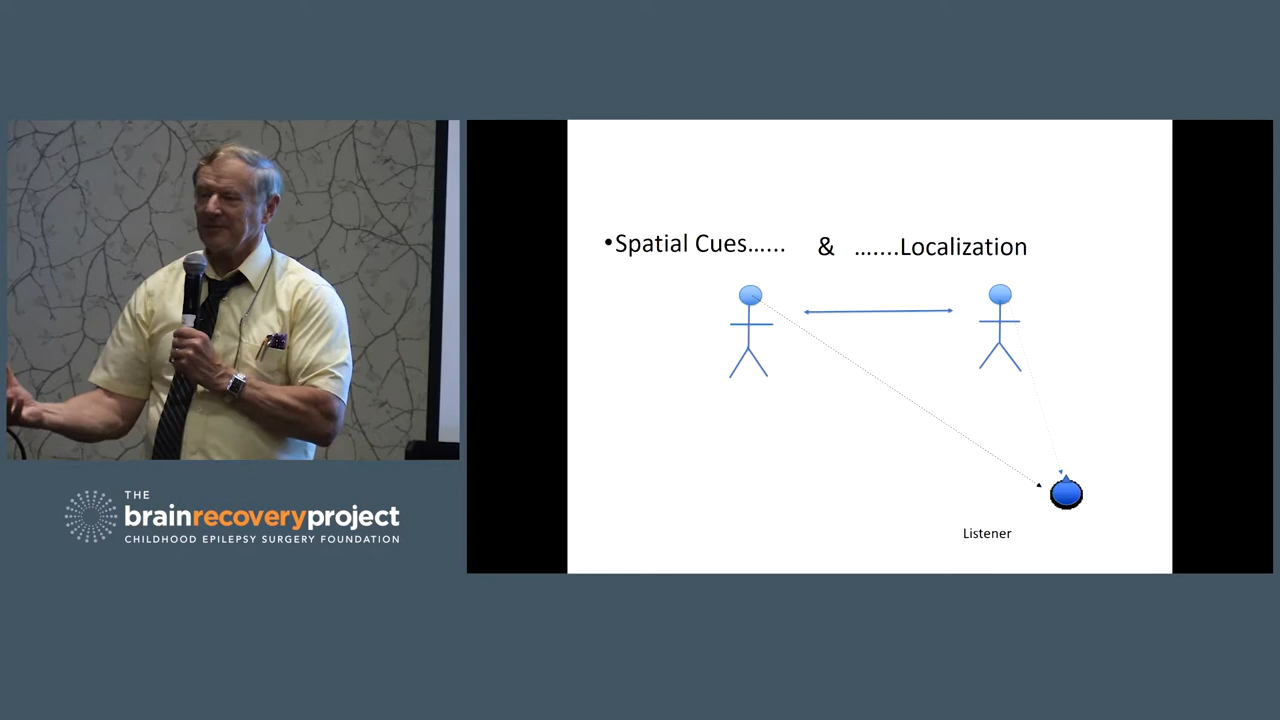 •Spatial Cues…...    &   …....Localization
Listener
THE
brainrecoveryproject
CHILDHOOD EPILEPSY SURGERY FOUNDATION